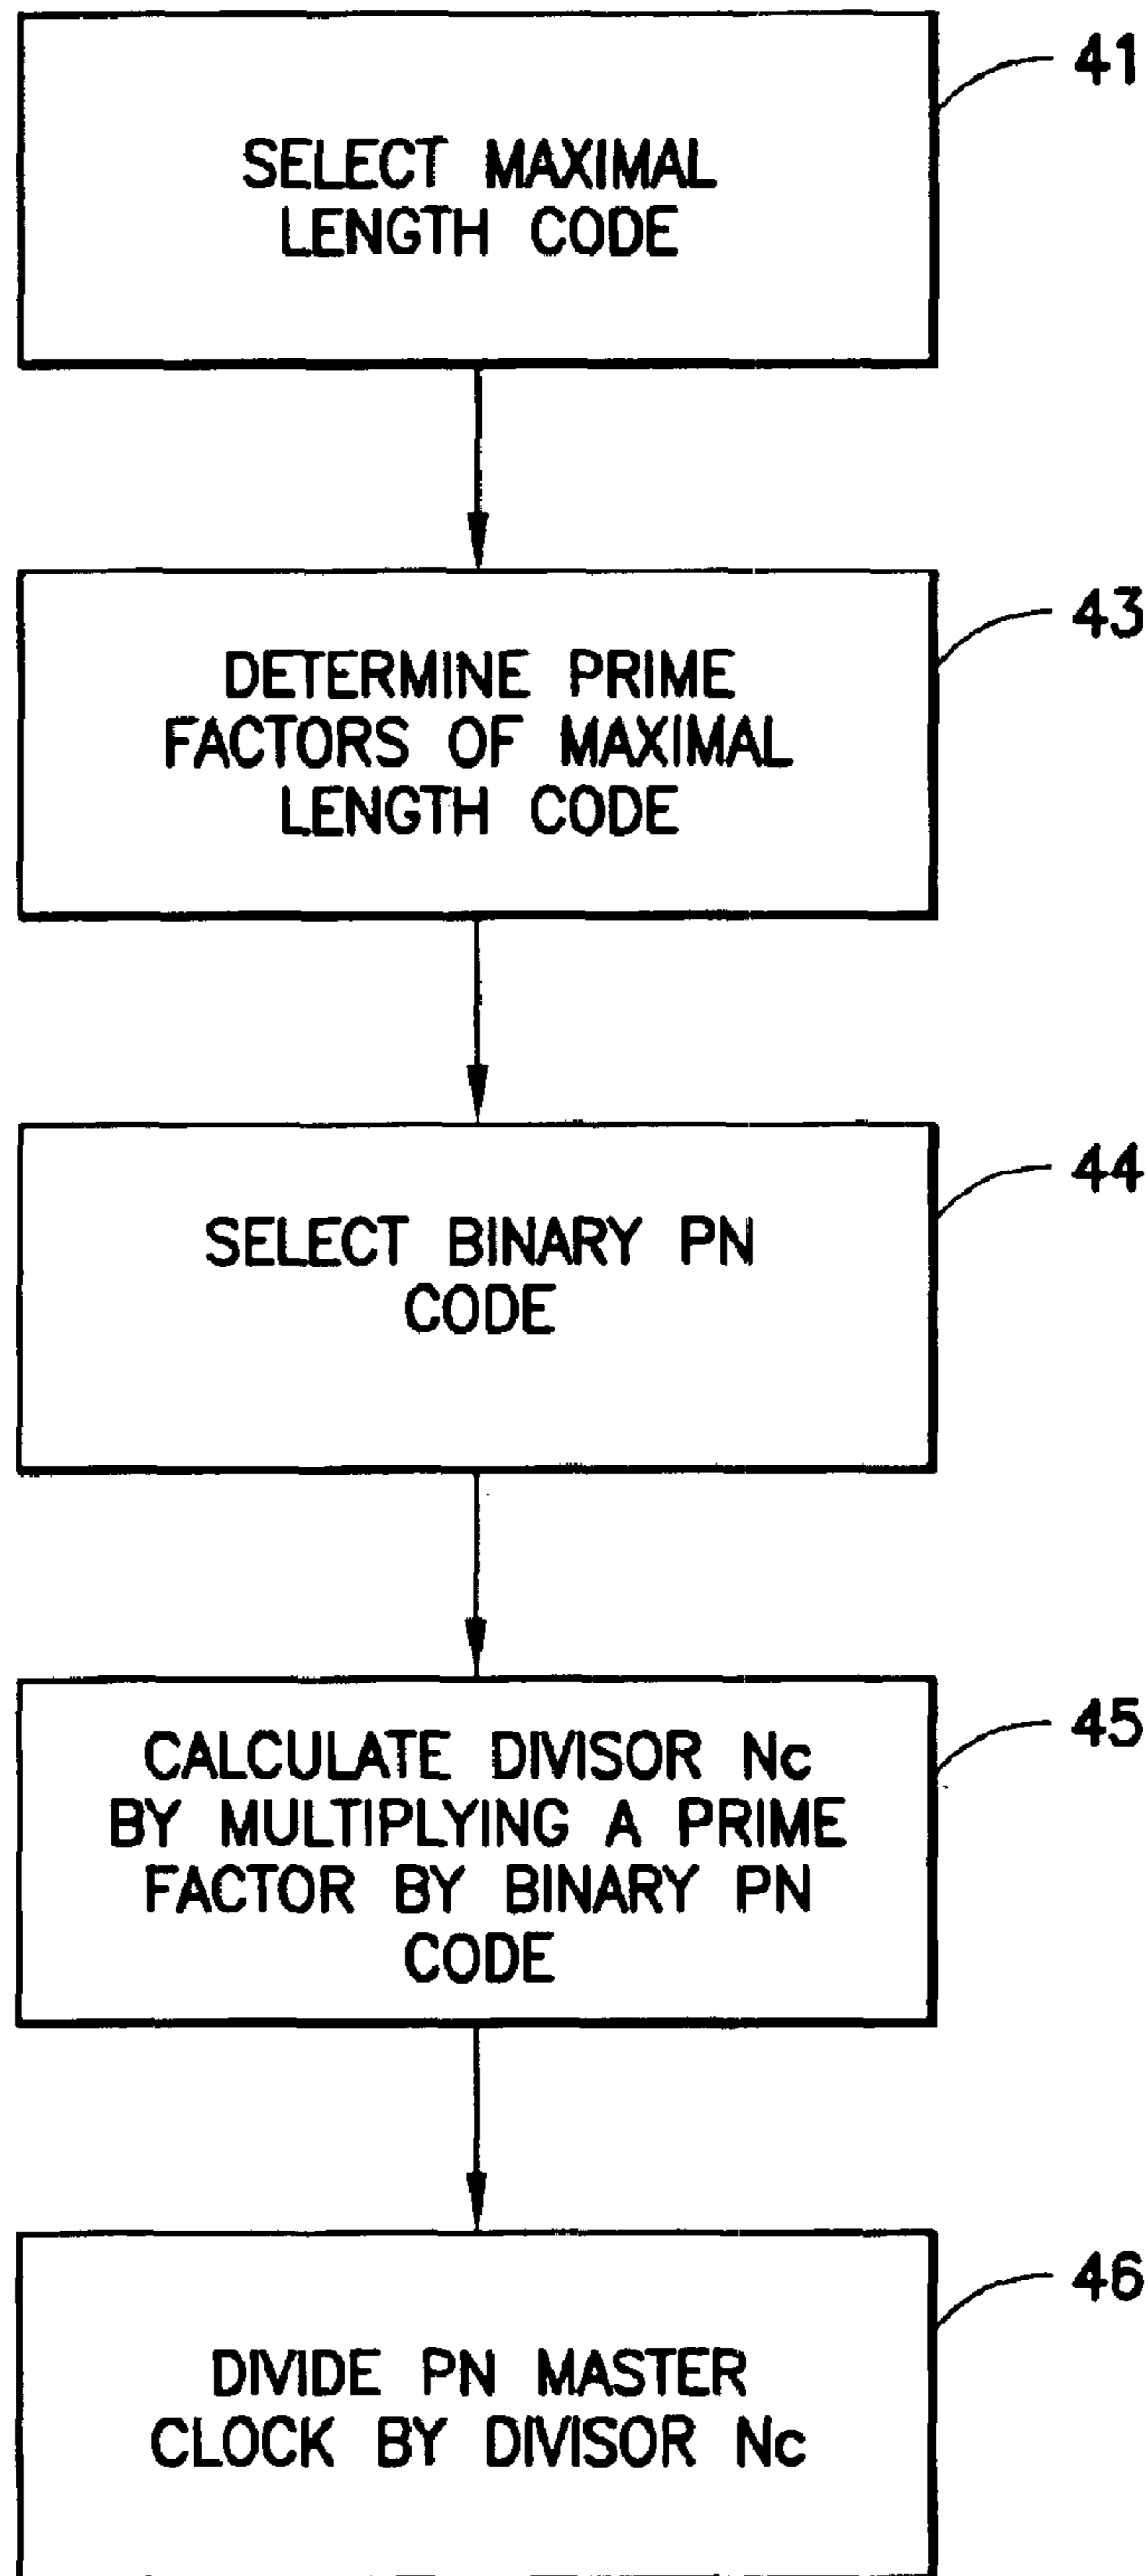 41
SELECT MAXIMAL
LENGTH CODE
43
DETERMINE PRIME
FACTORS OF MAXIMAL
LENGTH CODE
44
SELECT BINARY PN
CODE
45
CALCULATE DIVISOR Nc
BY MULTIPLYING A PRIME
FACTOR BY BINARY PN
CODE
46
DIVIDE PN MASTER
CLOCK BY DIVISOR Nc